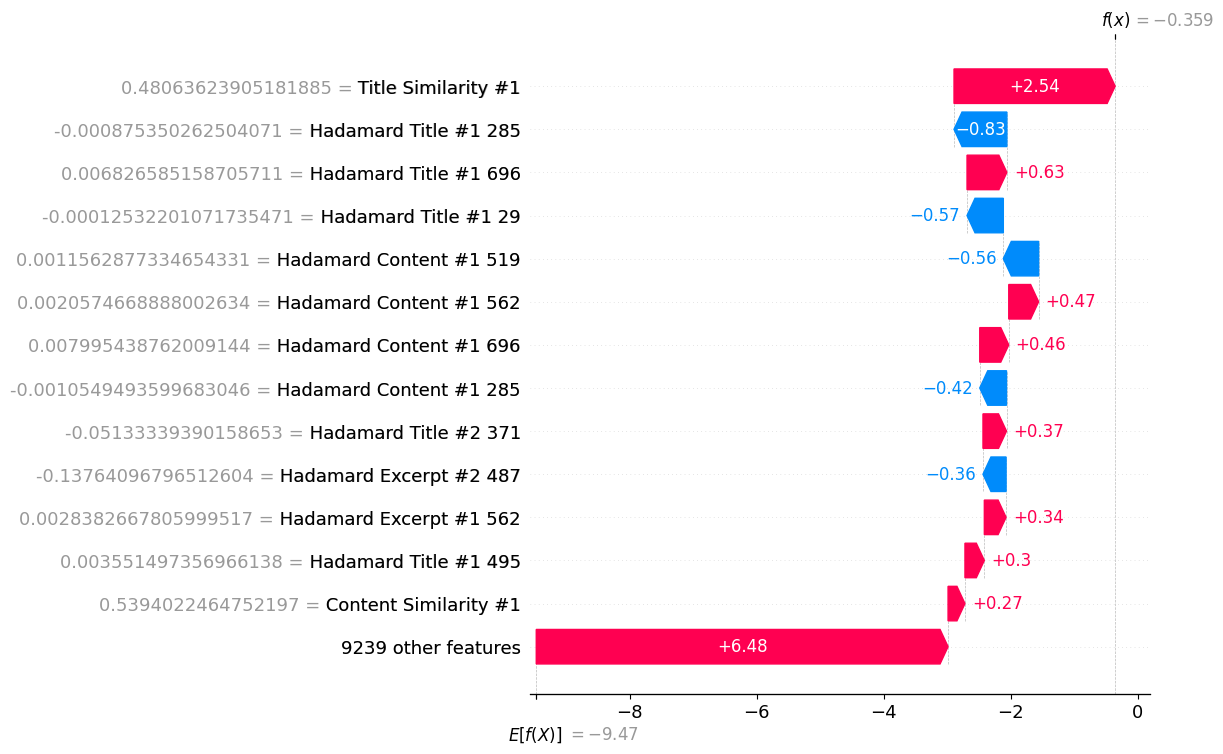 f(x) = −0.359
0.48063623905181885 = Title Similarity #1 +2.54
-0.000875350262504071 = Hadamard Title #1 285 −0.83
0.006826585158705711 = Hadamard Title #1 696 +0.63
-0.00012532201071735471 = Hadamard Title #1 29 −0.57
0.0011562877334654331 = Hadamard Content #1 519 −0.56
0.0020574668888002634 = Hadamard Content #1 562 +0.47
0.007995438762009144 = Hadamard Content #1 696 +0.46
-0.0010549493599683046 = Hadamard Content #1 285 −0.42
-0.05133339390158653 = Hadamard Title #2 371 +0.37
-0.13764096796512604 = Hadamard Excerpt #2 487 −0.36
0.0028382667805999517 = Hadamard Excerpt #1 562 +0.34
0.003551497356966138 = Hadamard Title #1 495 +0.3
0.5394022464752197 = Content Similarity #1 +0.27
9239 other features +6.48
−8 −6 −4 −2 0
E[f(X)] = −9.47